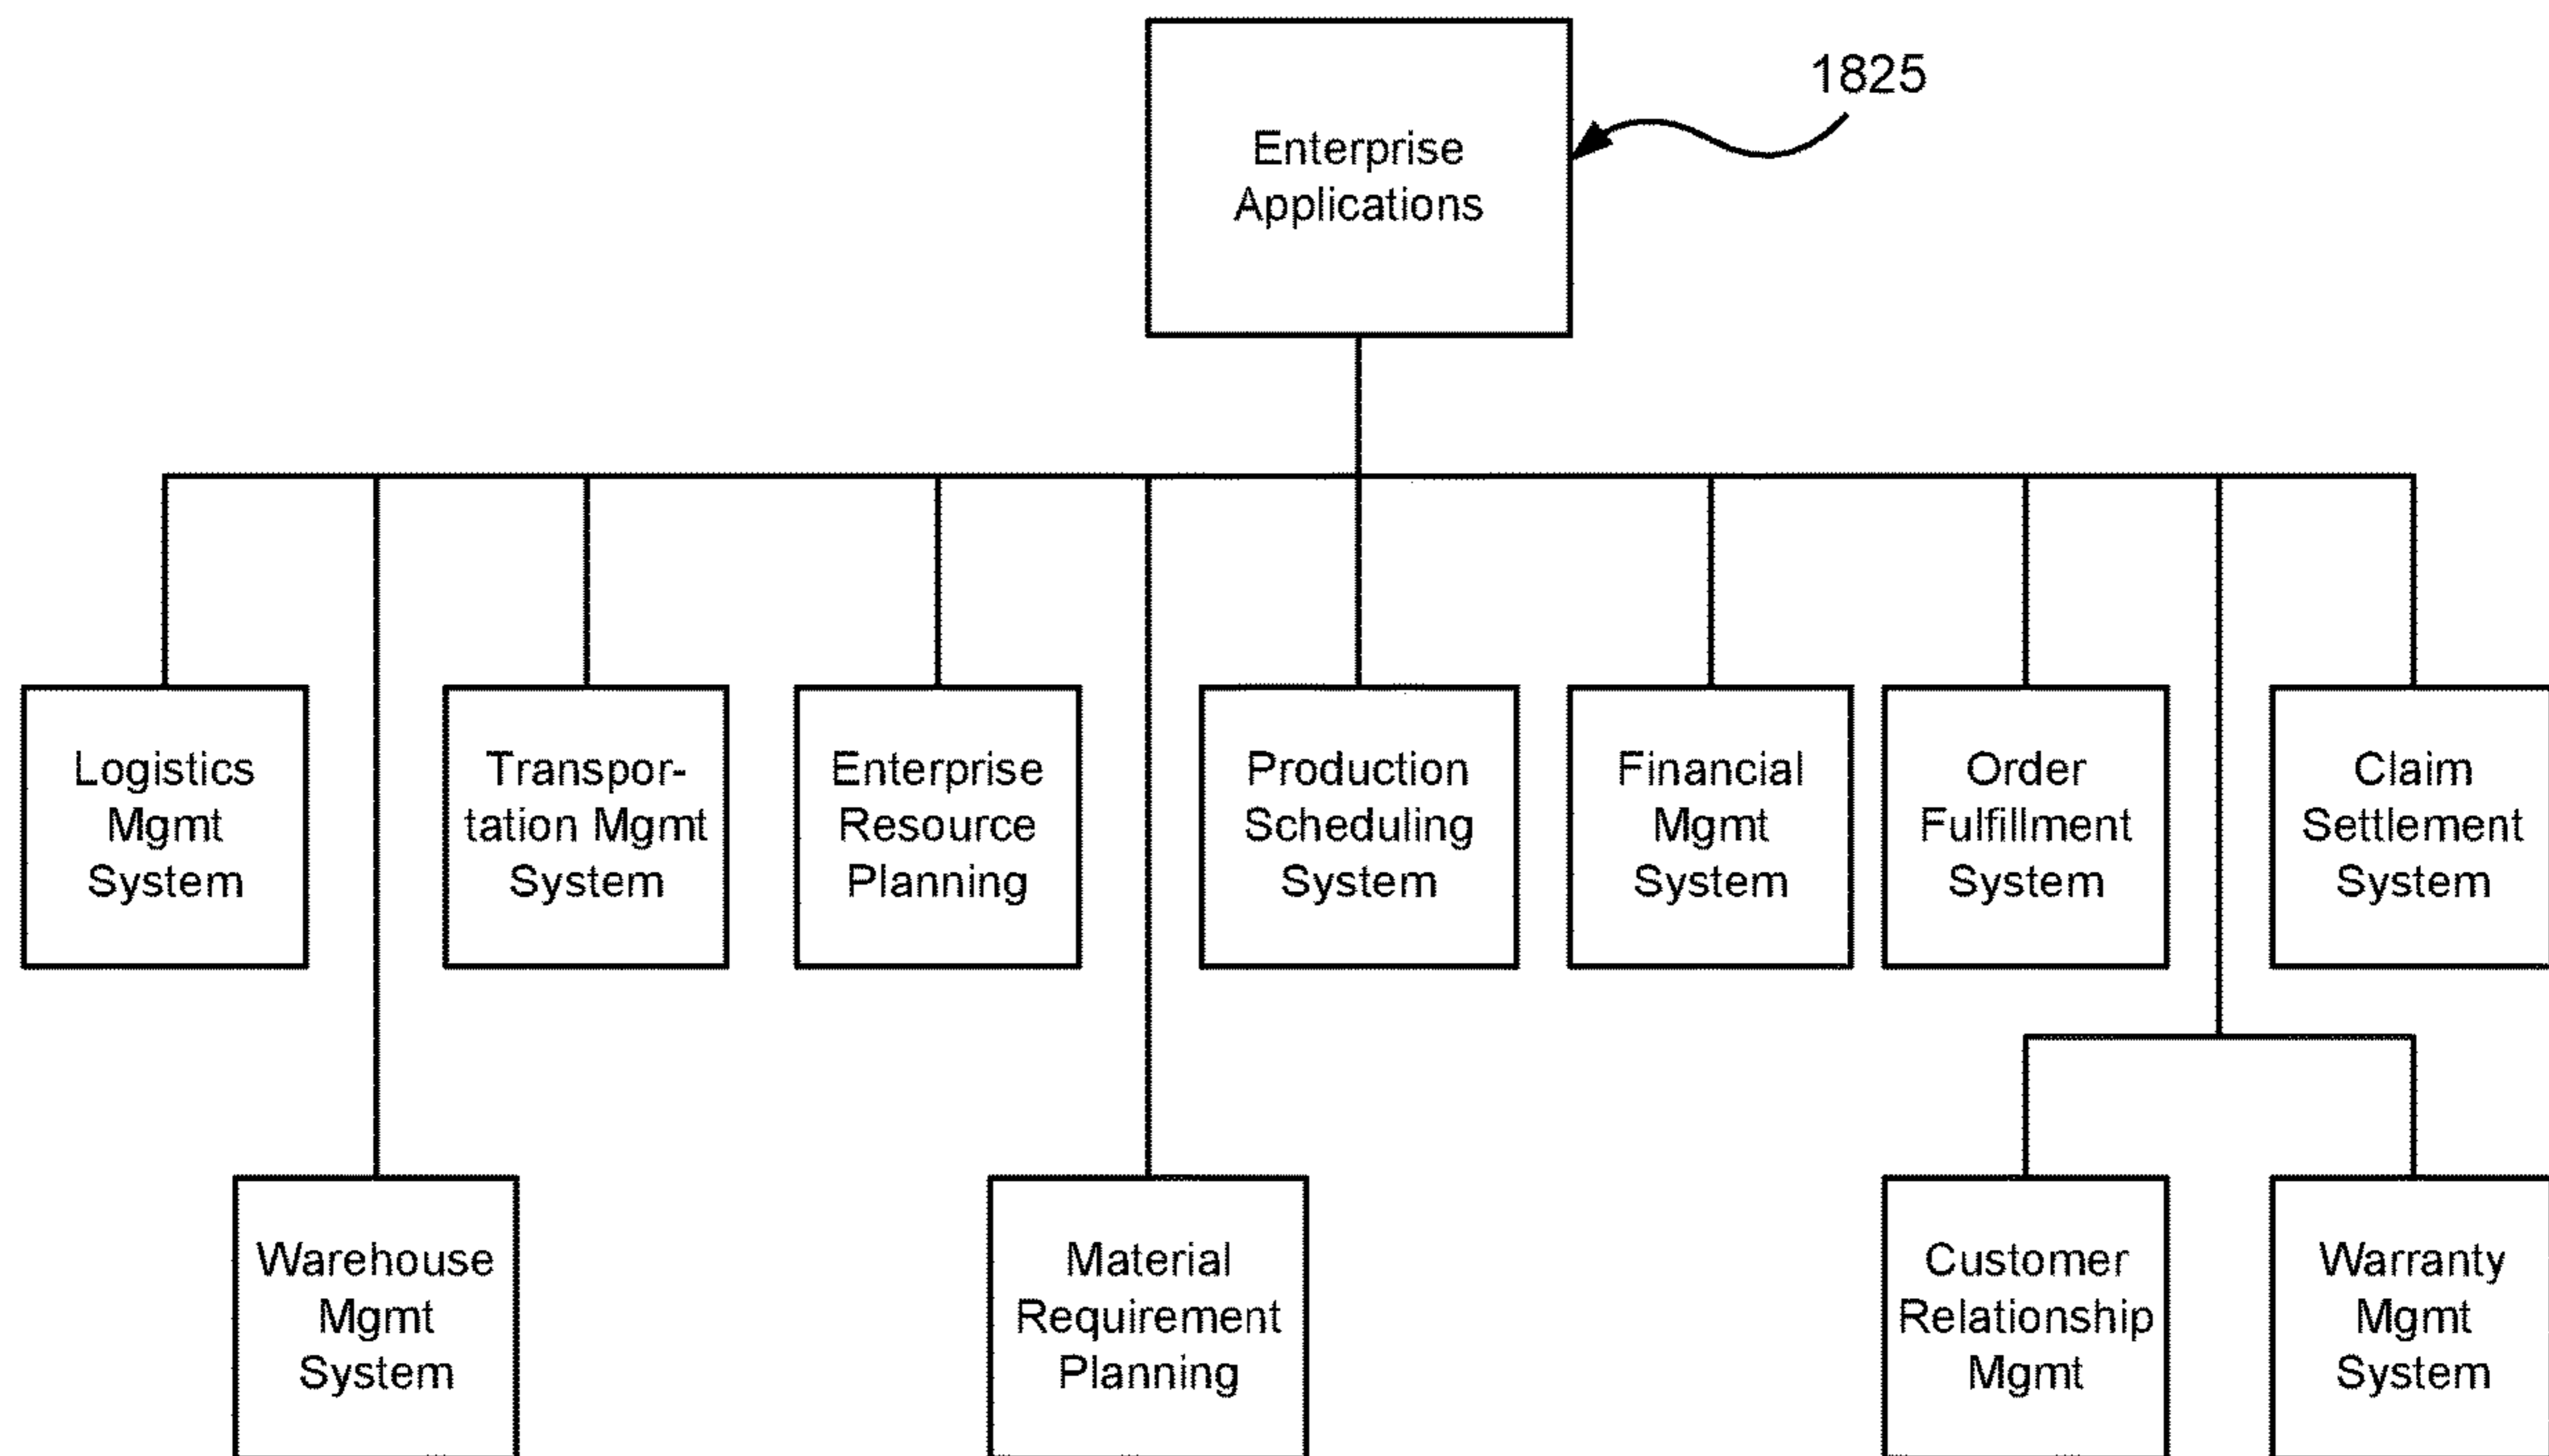 Enterprise
Applications
1825
Logistics
Mgmt
System
Transpor-
tation Mgmt
System
Enterprise
Resource
Planning
Production
Scheduling
System
Financial
Mgmt
System
Order
Fulfillment
System
Claim
Settlement
System
Warehouse
Mgmt
System
Material
Requirement
Planning
Customer
Relationship
Mgmt
Warranty
Mgmt
System